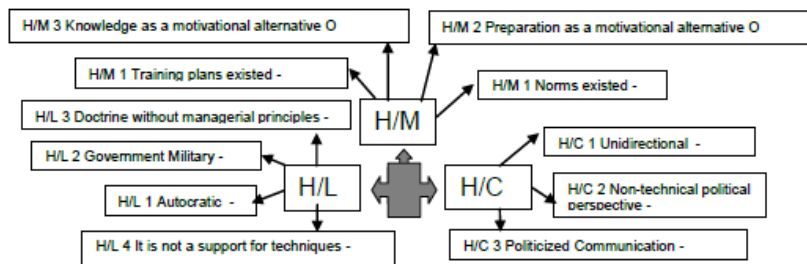 H/M 3 Knowledge as a motivational alternative O
H/M 2 Preparation as a motivational alternative O
H/M 1 Training plans existed -
H/M 1 Norms existed -
H/L 3 Doctrine without managerial principles -
H/M
H/C 1 Unidirectional -
H/L 2 Government Military -
H/L
H/C
H/C 2 Non-technical political
perspective -
H/L 1 Autocratic -
H/L 4 It is not a support for techniques -
H/C 3 Politicized Communication -